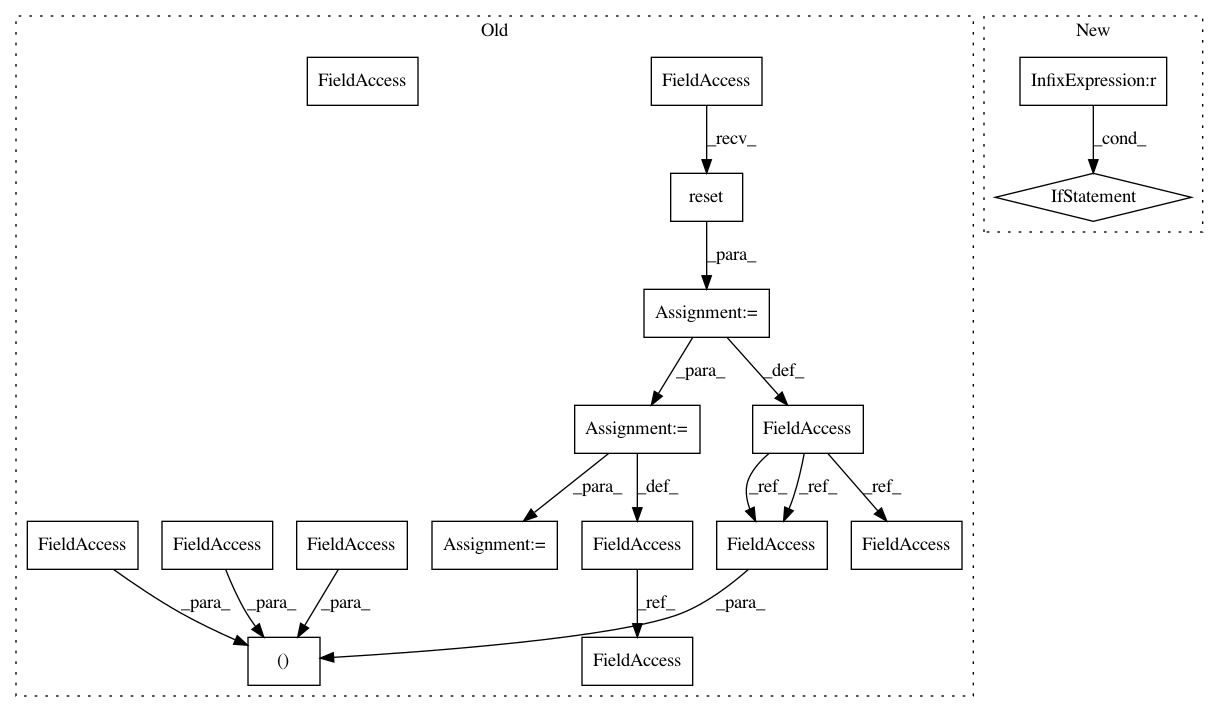 Old
New
FieldAccess
FieldAccess
InfixExpression:r
_recv_
_cond_
reset
IfStatement
_para_
Assignment:=
_para_
_def_
Assignment:=
FieldAccess
_para_
_def_
_ref_
_ref_
_ref_
FieldAccess
FieldAccess
FieldAccess
Assignment:=
FieldAccess
FieldAccess
FieldAccess
_para_
_para_
_para_
_ref_
_para_
()
FieldAccess